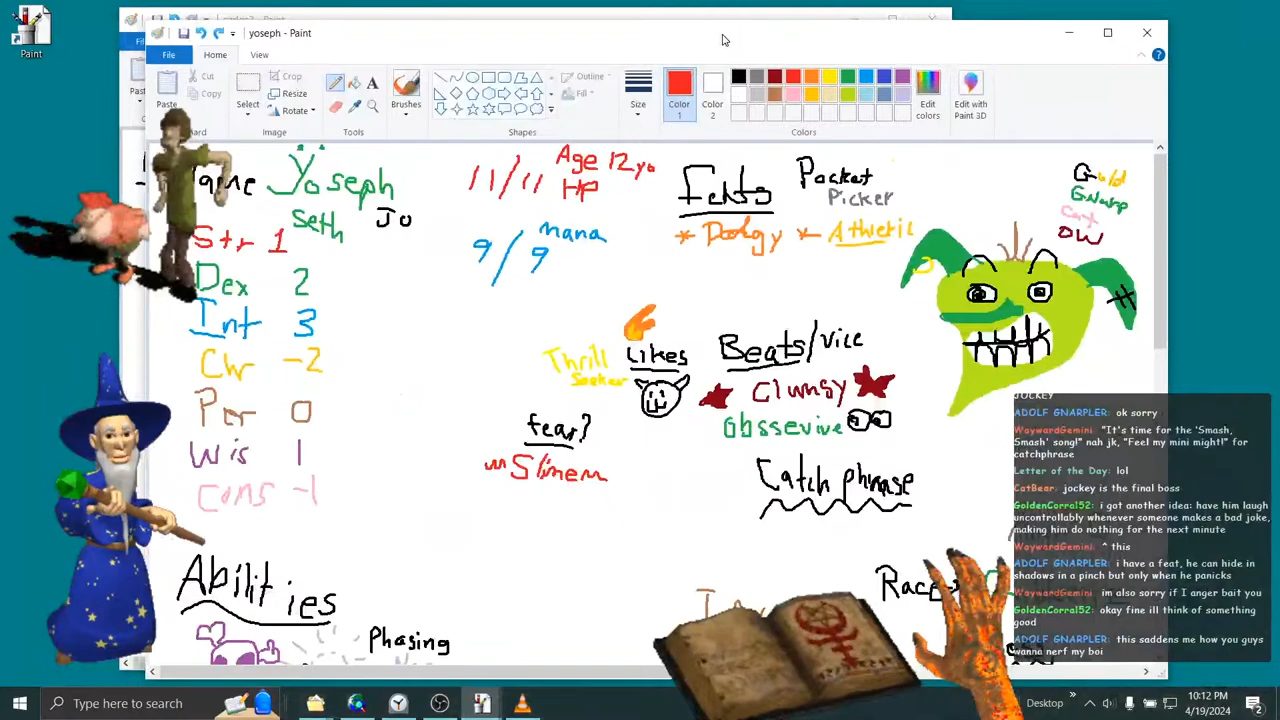 Paint
yoseph - Paint
File
Home
View
Paste
Cut
Copy
Select
Crop
Resize
Rotate
Image
Tools
Brushes
Shapes
Outline
Fill
Size
Color 1
Color 2
Edit colors
Edit with Paint 3D
Colors
Yoseph
Seth
Jo
Str 1
Dex 2
Int 3
Chr -2
Per 0
Wis 1
Cons -1
11/11
Age 12yo
HP
9/9
mana
Pocket
Picker
Athletic
Gold
Gnarp
OW
Thrill
Seeker
Likes
Beats/vice
Clumsy
Obssevive
fear?
Slime
Catch phrase
Abilities
Phasing
Race
JOCKEY
ADOLF GNARPLER: ok sorry
WaywardGemini: "It's time for the 'Smash,
Smash' song!" nah jk, "Feel my mini might!" for
catchphrase
Letter of the Day: lol
CatBear: jockey is the final boss
GoldenCorral52: i got another idea: have him laugh
uncontrollably whenever someone makes a bad joke,
making him do nothing for the next minute
WaywardGemini: ^ this
ADOLF GNARPLER: i have a feat, he can hide in
shadows in a pinch but only when he panicks
WaywardGemini: im also sorry if I anger bait you
GoldenCorral52: okay fine ill think of something
good
ADOLF GNARPLER: this saddens me how you guys
wanna nerf my boi
Type here to search
Desktop
10:12 PM
4/19/2024
2